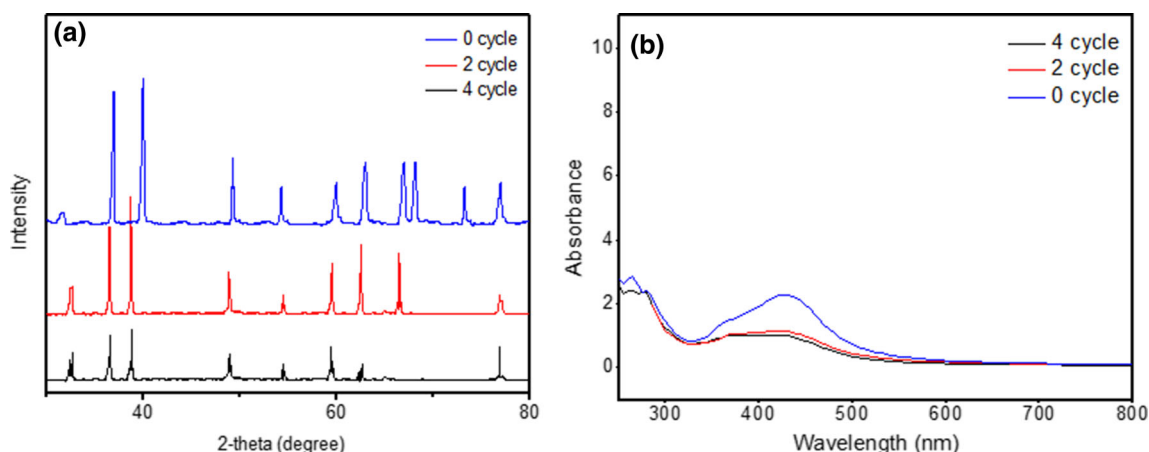 (a)
0 cycle
2 cycle
4 cycle
Intensity
40
60
80
2-theta (degree)
(b)
4 cycle
2 cycle
0 cycle
10
8
6
4
2
0
Absorbance
300
400
500
600
700
800
Wavelength (nm)